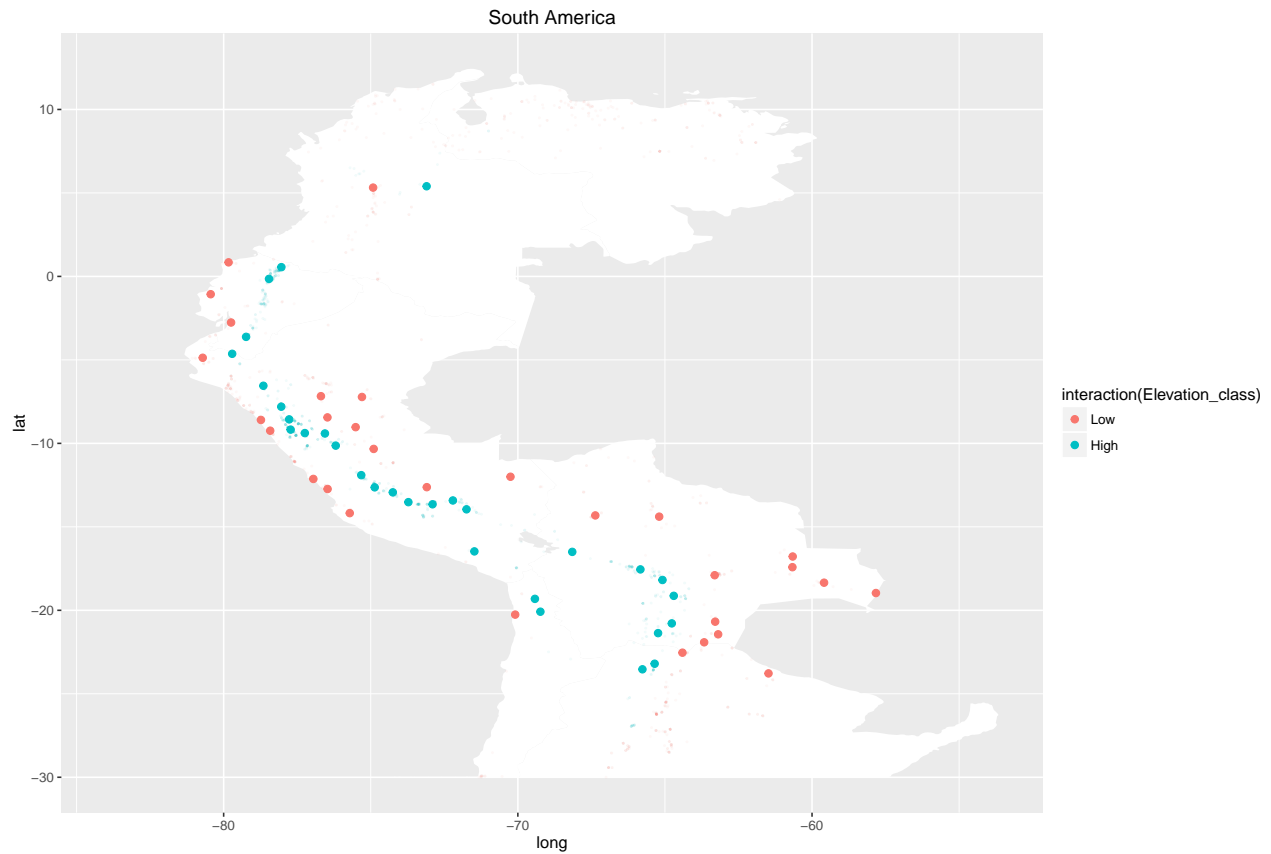 South America
lat
10
0
−10
−20
−30
−80
−70
−60
long
interaction(Elevation_class)
Low
High